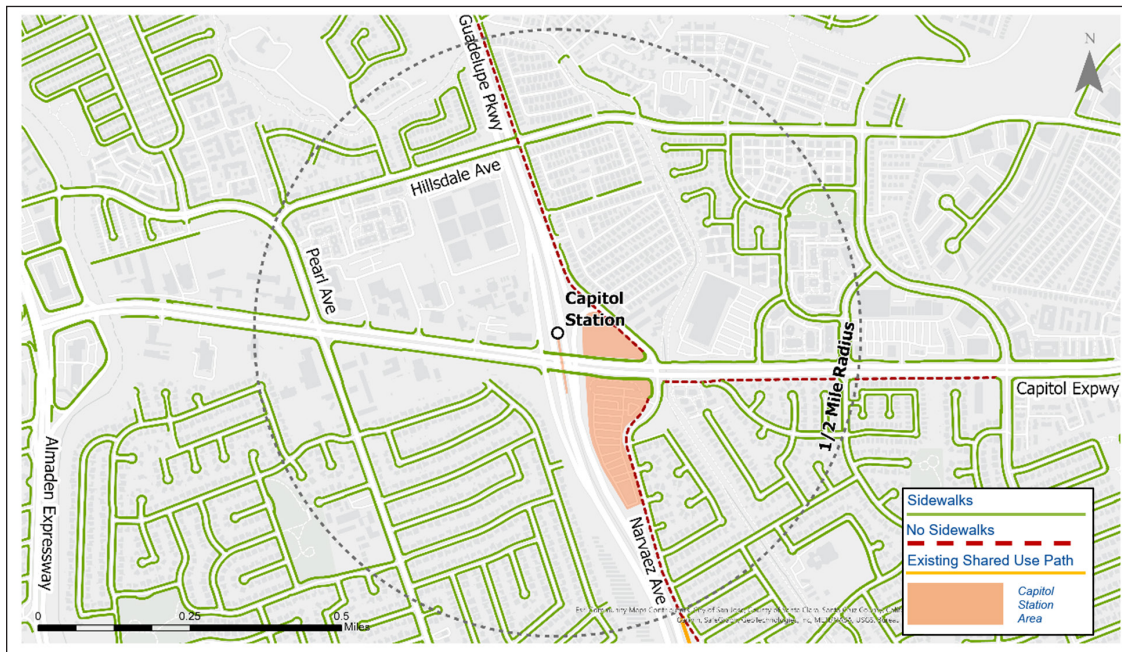 N
Guadelupe Pkwy
Hillsdale Ave
Pearl Ave
Capitol
Station
1/2 Mile Radius
Capitol Expwy
Almaden Expressway
Narvaez Ave
Sidewalks
No Sidewalks
Existing Shared Use Path
Capitol
Station
Area
0 0.25 0.5
Miles